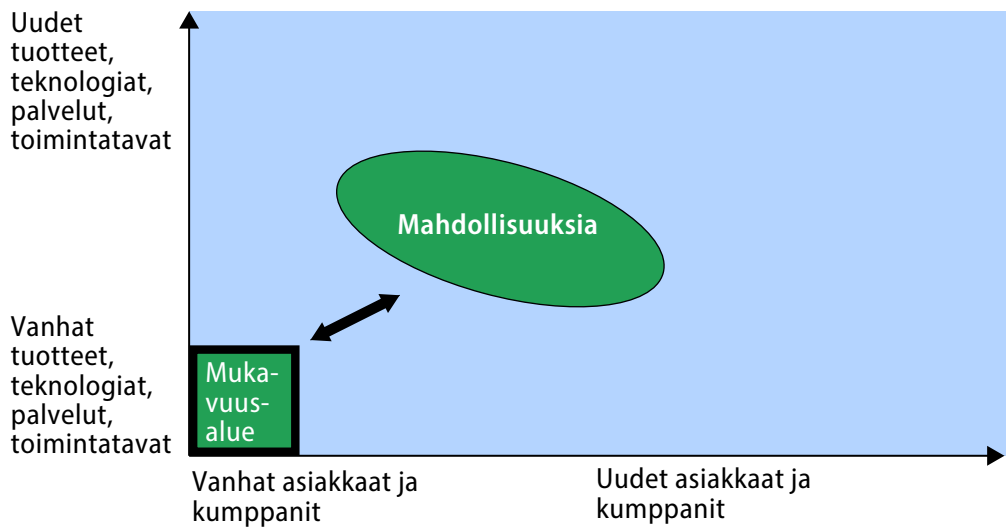 Uudet
tuotteet,
teknologiat,
palvelut,
toimintatavat
Mahdollisuuksia
Vanhat
tuotteet,
teknologiat,
palvelut,
toimintatavat
Muka-
vuus-
alue
Vanhat asiakkaat ja
kumppanit
Uudet asiakkaat ja
kumppanit